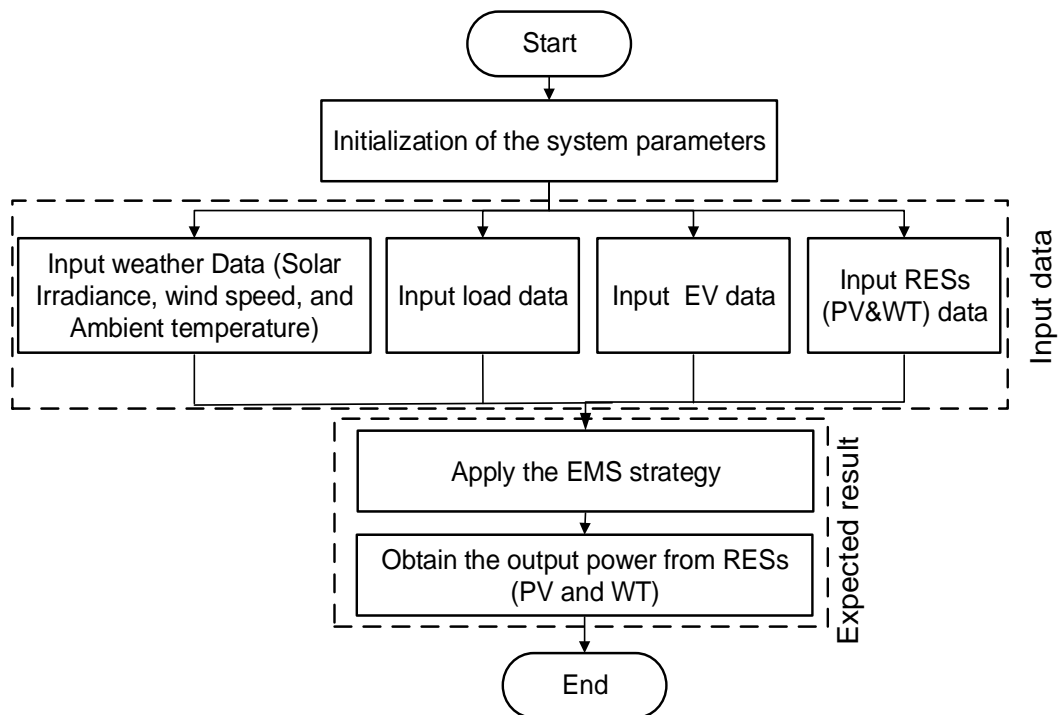 Start
Initialization of the system parameters
Input weather Data (Solar
Irradiance, wind speed, and
Ambient temperature)
Input load data
Input EV data
Input RESs
(PV&WT) data
Input data
Apply the EMS strategy
Obtain the output power from RESs
(PV and WT)
Expected result
End